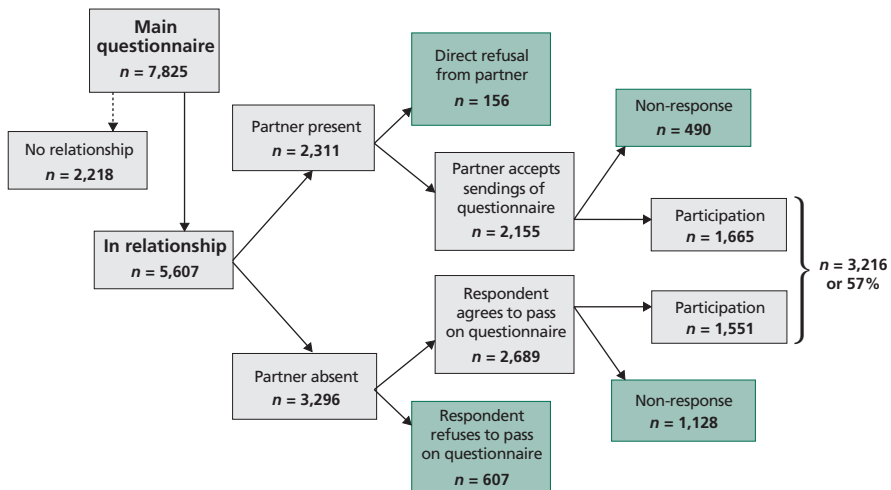 Main
questionnaire
n = 7,825
No relationship
n = 2,218
In relationship
n = 5,607
Partner present
n = 2,311
Partner absent
n = 3,296
Direct refusal
from partner
n = 156
Partner accepts
sendings of
questionnaire
n = 2,155
Respondent
agrees to pass
on questionnaire
n = 2,689
Respondent
refuses to pass
on questionnaire
n = 607
Non-response
n = 490
Participation
n = 1,665
Participation
n = 1,551
Non-response
n = 1,128
n = 3,216
or 57%